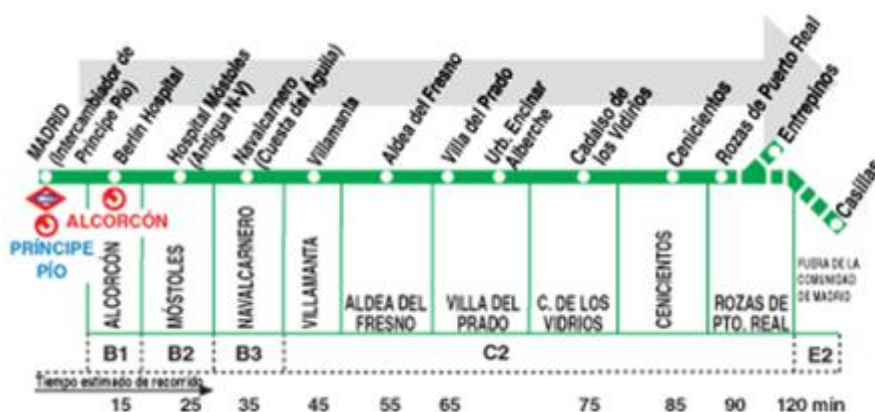 MADRID
(Intercambiador de
Príncipe Pío)
Berlín Hospital
Hospital Móstoles
(Antigua N-V)
Navalcarnero
(Cuesta del Águila)
Villamanta
Aldea del Fresno
Villa del Prado
Urb. Encinar
Alberche
Cadalso de
los Vidirios
Cenicientos
Rozas de Puerto Real
Entrepinos
Casillas
PRÍNCIPE
PÍO
ALCORCÓN
ALCORCÓN
MÓSTOLES
NAVALCARNERO
VILLAMANTA
ALDEA DEL
FRESNO
VILLA DEL
PRADO
C. DE LOS
VIDRIOS
CENICIENTOS
ROZAS DE
PTO. REAL
FUERA DE LA
COMUNIDAD
DE MADRID
B1 B2 B3 C2 E2
Tiempo estimado de recorrido
15 25 35 45 55 65 75 85 90 120 min